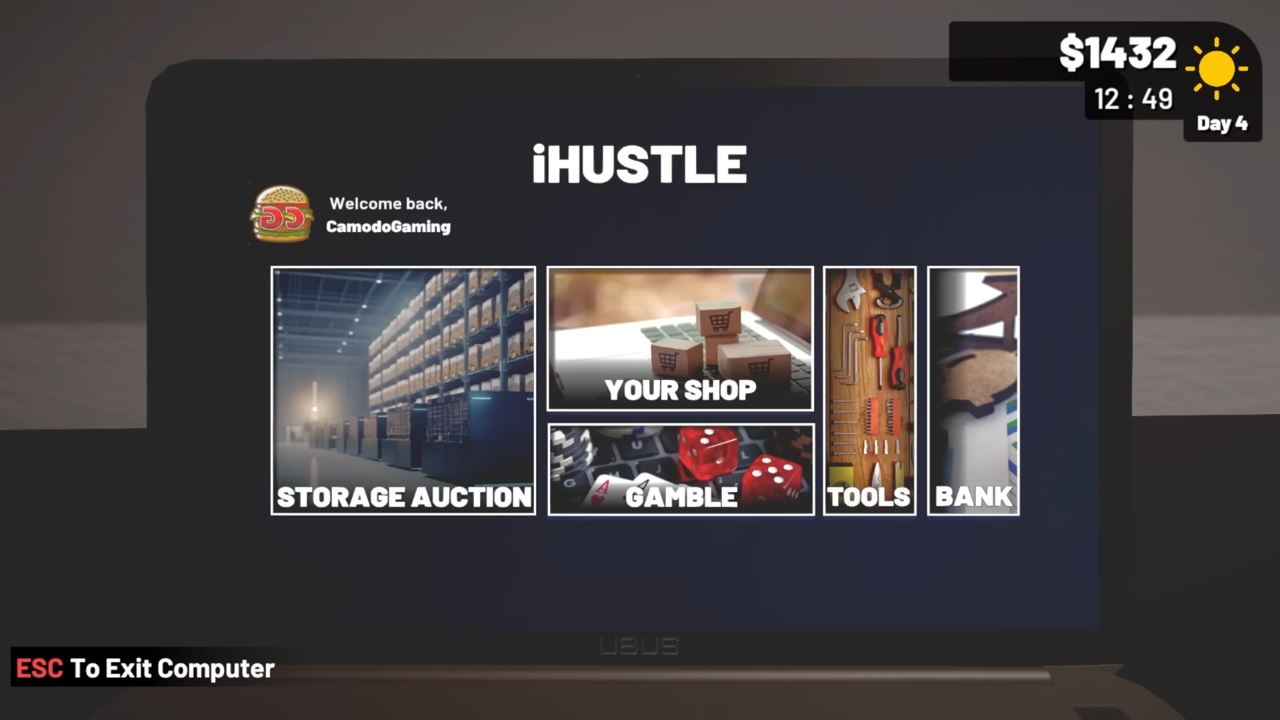 $1432
12 : 49
Day 4
iHUSTLE
Welcome back,
CamodoGaming
STORAGE AUCTION
YOUR SHOP
GAMBLE
TOOLS
BANK
UBUS
ESC To Exit Computer